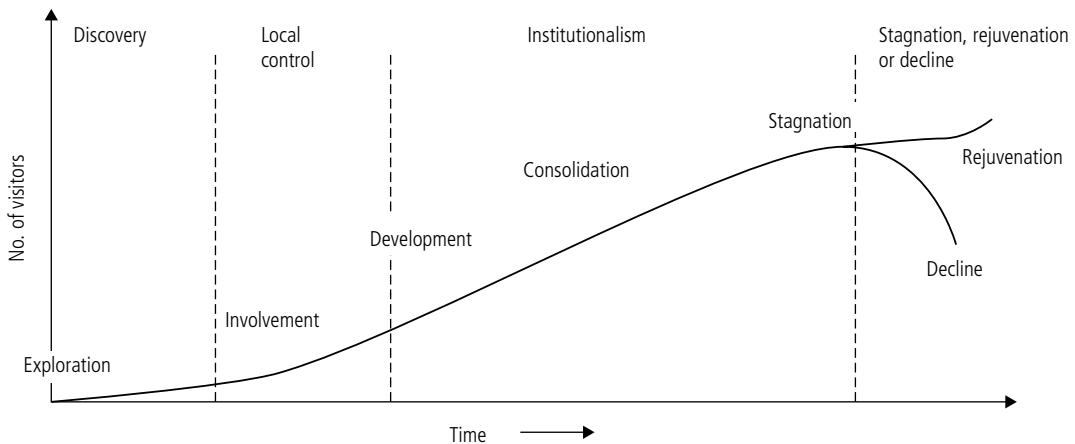 Discovery
Local
control
Institutionalism
Stagnation, rejuvenation
or decline
Stagnation
Rejuvenation
Consolidation
Development
Decline
Involvement
Exploration
No. of visitors
Time